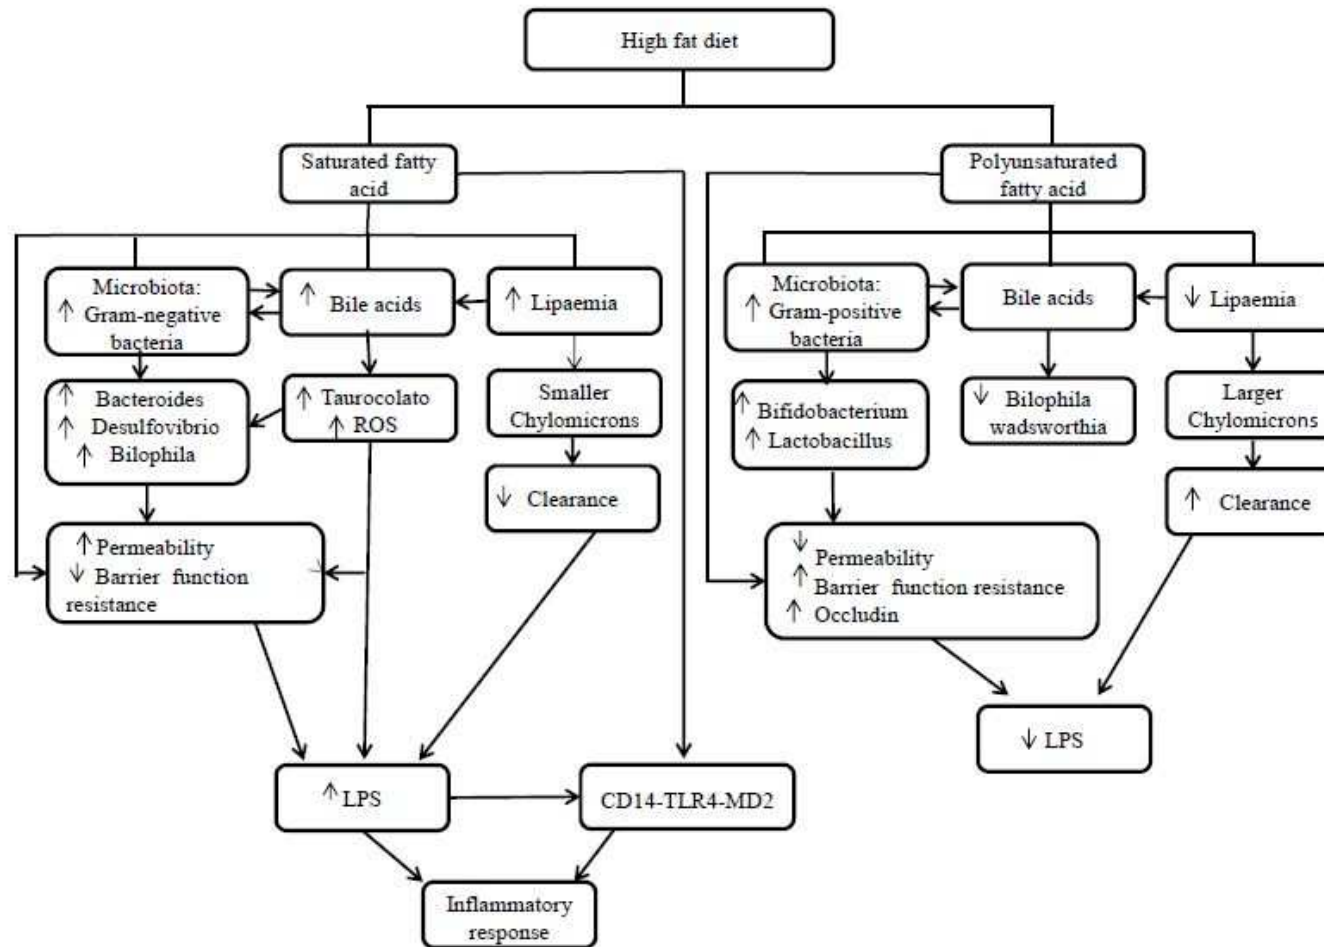 High fat diet
Saturated fatty
acid
Polyunsaturated
fatty acid
Microbiota:
↑ Gram-negative
bacteria
↑ Bile acids
↑ Lipaemia
Microbiota:
↑ Gram-positive
bacteria
Bile acids
↓ Lipaemia
↑ Bacteroides
↑ Desulfovibrio
↑ Bilophila
↑ Taurocolato
↑ ROS
Smaller
Chylomicrons
↑ Bifidobacterium
↑ Lactobacillus
↓ Bilophila
wadsworthia
Larger
Chylomicrons
↓ Clearance
↑ Clearance
↑ Permeability
↓ Barrier function
resistance
↓ Permeability
↑ Barrier function resistance
↑ Occludin
↓ LPS
↑ LPS
CD14-TLR4-MD2
Inflammatory
response